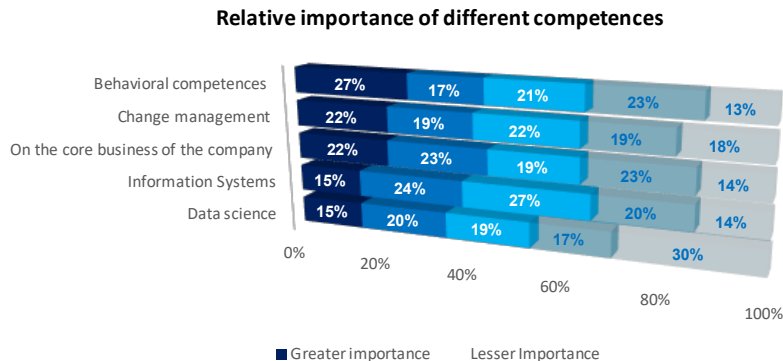 Relative importance of different competences
Behavioral competences 27% 17% 21% 23% 13%
Change management 22% 19% 22% 19% 18%
On the core business of the company 22% 23% 19% 23% 14%
Information Systems 15% 24% 27% 20% 14%
Data science 15% 20% 19% 17% 30%
0% 20% 40% 60% 80% 100%
Greater importance Lesser Importance